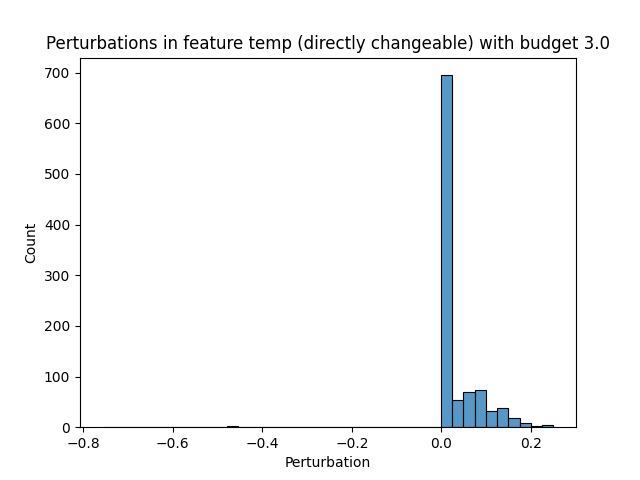 Perturbations in feature temp (directly changeable) with budget 3.0
700
600
500
400
300
200
100
0
Count
−0.8 −0.6 −0.4 −0.2 0.0 0.2
Perturbation